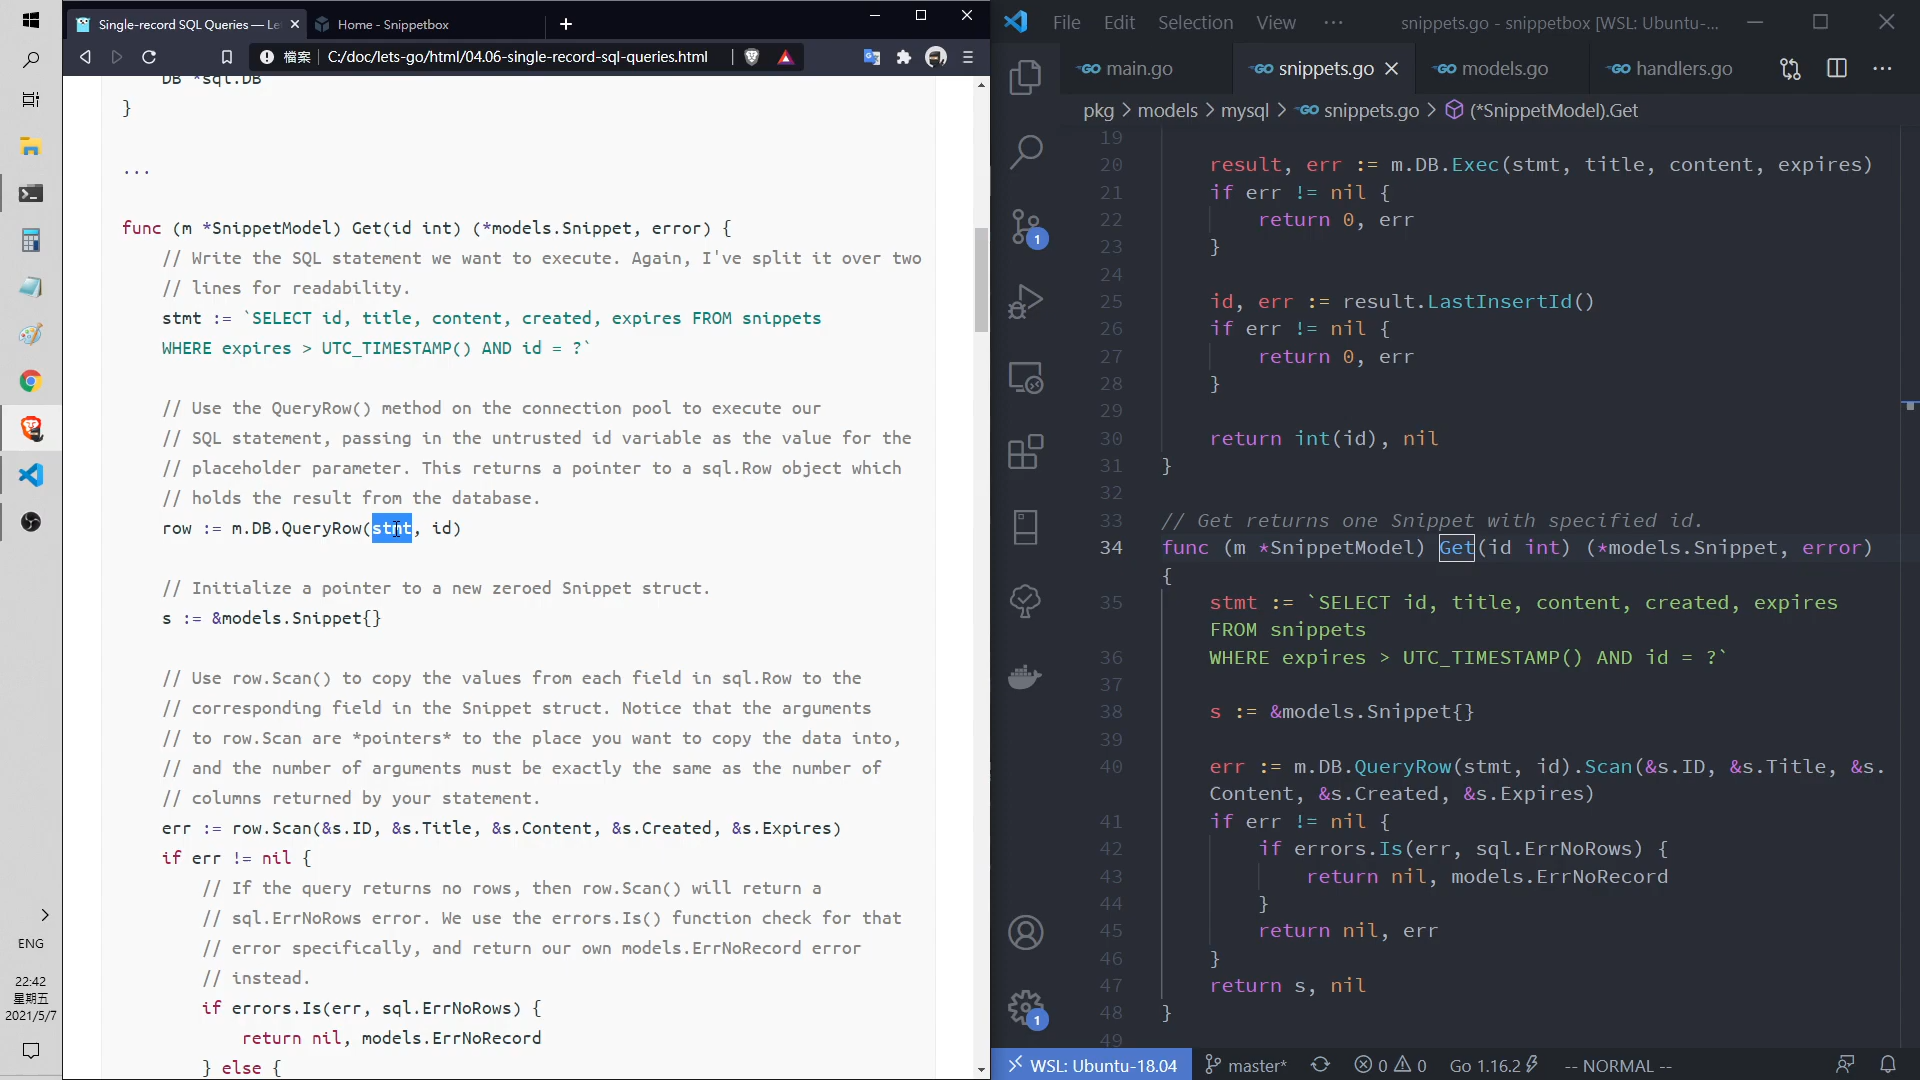 Single-record SQL Queries — Le
Home - Snippetbox
檔案
C:/doc/lets-go/html/04.06-single-record-sql-queries.html
DB *sql.DB
}
...
func (m *SnippetModel) Get(id int) (*models.Snippet, error) {
// Write the SQL statement we want to execute. Again, I've split it over two
// lines for readability.
stmt := `SELECT id, title, content, created, expires FROM snippets
WHERE expires > UTC_TIMESTAMP() AND id = ?`
// Use the QueryRow() method on the connection pool to execute our
// SQL statement, passing in the untrusted id variable as the value for the
// placeholder parameter. This returns a pointer to a sql.Row object which
// holds the result from the database.
row := m.DB.QueryRow(stmt, id)
// Initialize a pointer to a new zeroed Snippet struct.
s := &models.Snippet{}
// Use row.Scan() to copy the values from each field in sql.Row to the
// corresponding field in the Snippet struct. Notice that the arguments
// to row.Scan are *pointers* to the place you want to copy the data into,
// and the number of arguments must be exactly the same as the number of
// columns returned by your statement.
err := row.Scan(&s.ID, &s.Title, &s.Content, &s.Created, &s.Expires)
if err != nil {
// If the query returns no rows, then row.Scan() will return a
// sql.ErrNoRows error. We use the errors.Is() function check for that
// error specifically, and return our own models.ErrNoRecord error
// instead.
if errors.Is(err, sql.ErrNoRows) {
return nil, models.ErrNoRecord
} else {
ENG
22:42
星期五
2021/5/7
File Edit Selection View ··· snippets.go - snippetbox [WSL: Ubuntu-...
main.go snippets.go models.go handlers.go
pkg > models > mysql > snippets.go > (*SnippetModel).Get
19
20 result, err := m.DB.Exec(stmt, title, content, expires)
21 if err != nil {
22 return 0, err
23 }
24
25 id, err := result.LastInsertId()
26 if err != nil {
27 return 0, err
28 }
29
30 return int(id), nil
31 }
32
33 // Get returns one Snippet with specified id.
34 func (m *SnippetModel) Get(id int) (*models.Snippet, error)
{
35 stmt := `SELECT id, title, content, created, expires
FROM snippets
36 WHERE expires > UTC_TIMESTAMP() AND id = ?`
37
38 s := &models.Snippet{}
39
40 err := m.DB.QueryRow(stmt, id).Scan(&s.ID, &s.Title, &s.
Content, &s.Created, &s.Expires)
41 if err != nil {
42 if errors.Is(err, sql.ErrNoRows) {
43 return nil, models.ErrNoRecord
44 }
45 return nil, err
46 }
47 return s, nil
48 }
49
1
1
WSL: Ubuntu-18.04 master* 0 0 Go 1.16.2 -- NORMAL --